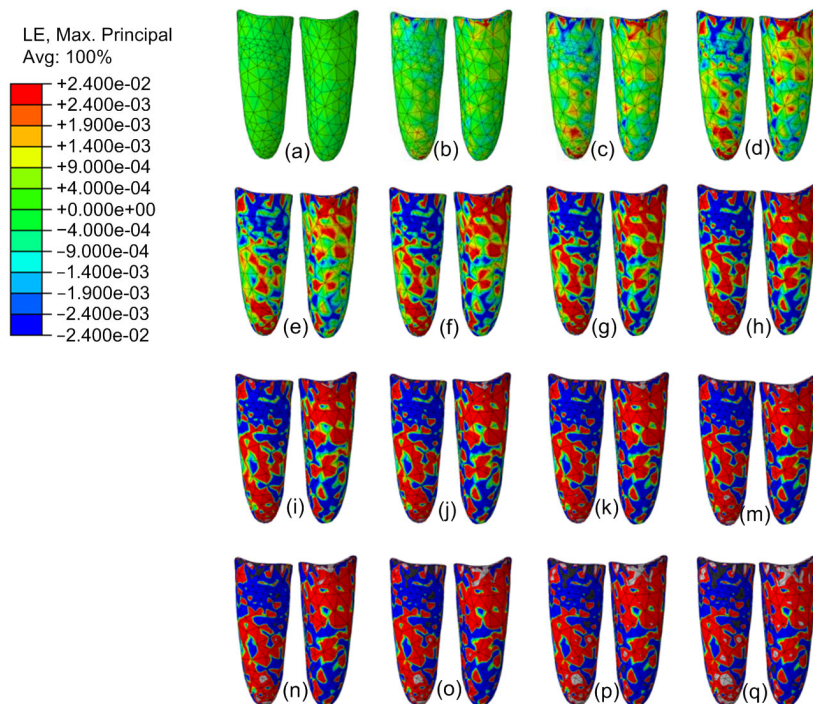 LE, Max. Principal
Avg: 100%
+2.400e-02
+2.400e-03
+1.900e-03
+1.400e-03
+9.000e-04
+4.000e-04
+0.000e+00
−4.000e-04
−9.000e-04
−1.400e-03
−1.900e-03
−2.400e-03
−2.400e-02
(a)
(b)
(c)
(d)
(e)
(f)
(g)
(h)
(i)
(j)
(k)
(m)
(n)
(o)
(p)
(q)